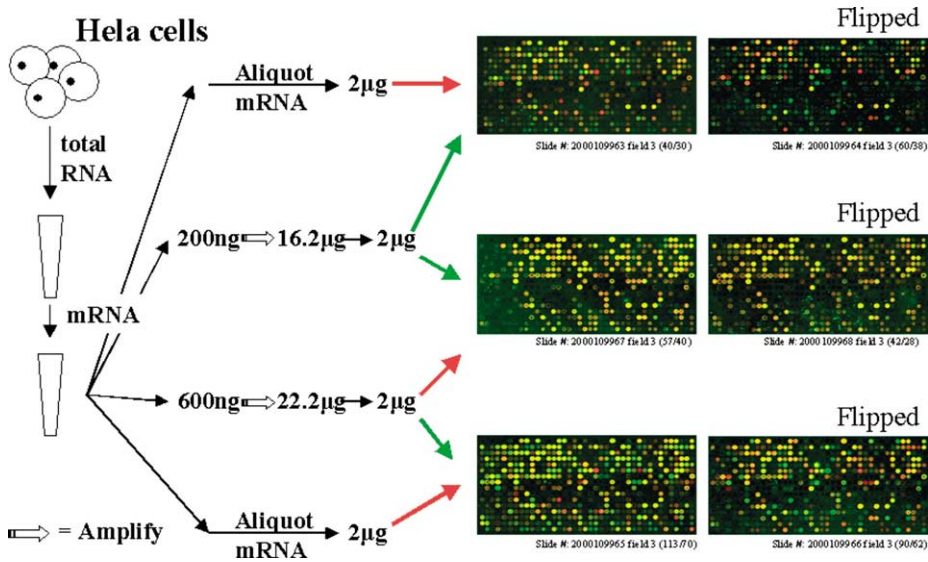 Hela cells
total
RNA
mRNA
= Amplify
Aliquot
mRNA
2µg
200ng
16.2µg
2µg
600ng
22.2µg
2µg
Aliquot
mRNA
2µg
Flipped
Slide #: 2000109963 field 3 (40/30)
Slide #: 2000109964 field 3 (60/38)
Flipped
Slide #: 2000109967 field 3 (57/40)
Slide #: 2000109968 field 3 (42/28)
Flipped
Slide #: 2000109965 field 3 (113/70)
Slide #: 2000109966 field 3 (90/62)